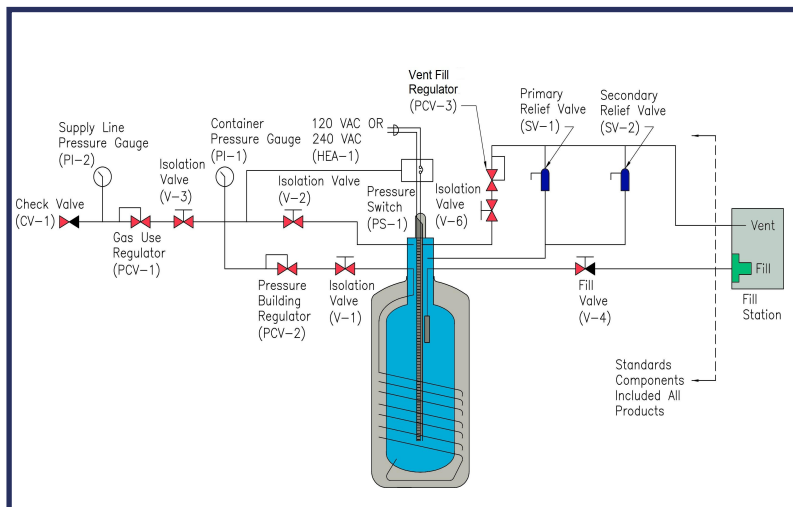 Supply Line
Pressure Gauge
(PI-2)
Isolation
Valve
(V-3)
Container
Pressure Gauge
(PI-1)
120 VAC OR
240 VAC
(HEA-1)
Vent Fill
Regulator
(PCV-3)
Primary
Relief Valve
(SV-1)
Secondary
Relief Valve
(SV-2)
Check Valve
(CV-1)
Gas Use
Regulator
(PCV-1)
Isolation Valve
(V-2)
Pressure
Switch
(PS-1)
Isolation
Valve
(V-6)
Pressure
Building
Regulator
(PCV-2)
Isolation
Valve
(V-1)
Fill
Valve
(V-4)
Vent
Fill
Fill
Station
Standards
Components
Included All
Products